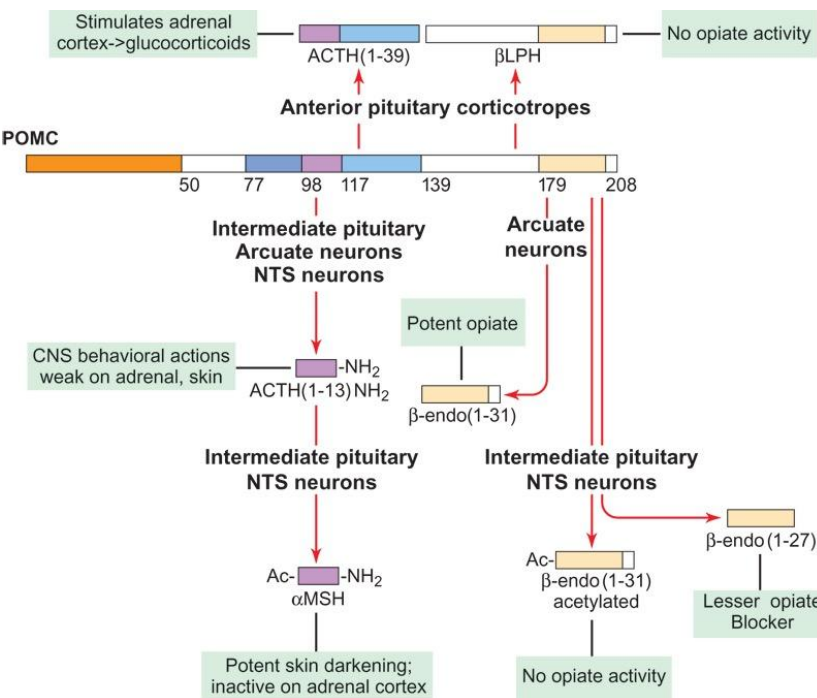 Stimulates adrenal
cortex->glucocorticoids
ACTH(1-39)
βLPH
No opiate activity
Anterior pituitary corticotropes
POMC
50
77
98
117
139
179
208
Intermediate pituitary
Arcuate neurons
NTS neurons
Arcuate
neurons
Potent opiate
CNS behavioral actions
weak on adrenal, skin
-NH2
ACTH(1-13)NH2
β-endo(1-31)
Intermediate pituitary
NTS neurons
Intermediate pituitary
NTS neurons
β-endo(1-27)
Ac-
-NH2
αMSH
Ac-
β-endo(1-31)
acetylated
Lesser opiate
Blocker
Potent skin darkening;
inactive on adrenal cortex
No opiate activity